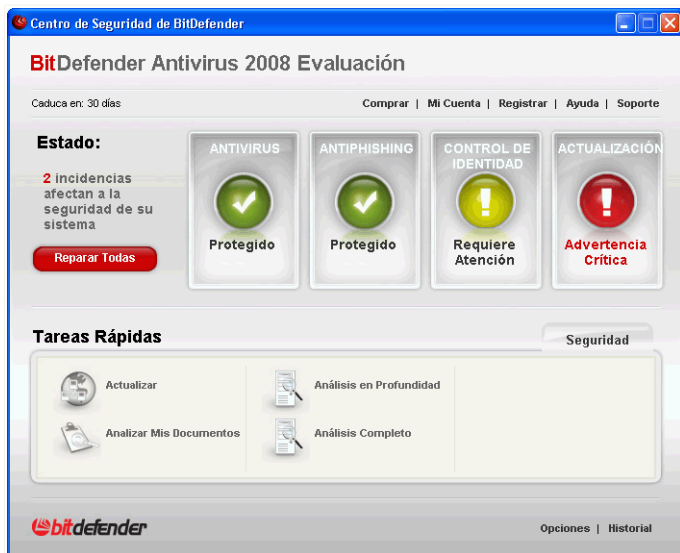 Centro de Seguridad de BitDefender
BitDefender Antivirus 2008 Evaluación
Caduca en: 30 días
Comprar | Mi Cuenta | Registrar | Ayuda | Soporte
Estado:
2 incidencias
afectan a la
seguridad de su
sistema
Reparar Todas
ANTIVIRUS
Protegido
ANTIPHISHING
Protegido
CONTROL DE
IDENTIDAD
Requiere
Atención
ACTUALIZACIÓN
Advertencia
Crítica
Tareas Rápidas
Seguridad
Actualizar
Análisis en Profundidad
Analizar Mis Documentos
Análisis Completo
bitdefender
Opciones | Historial